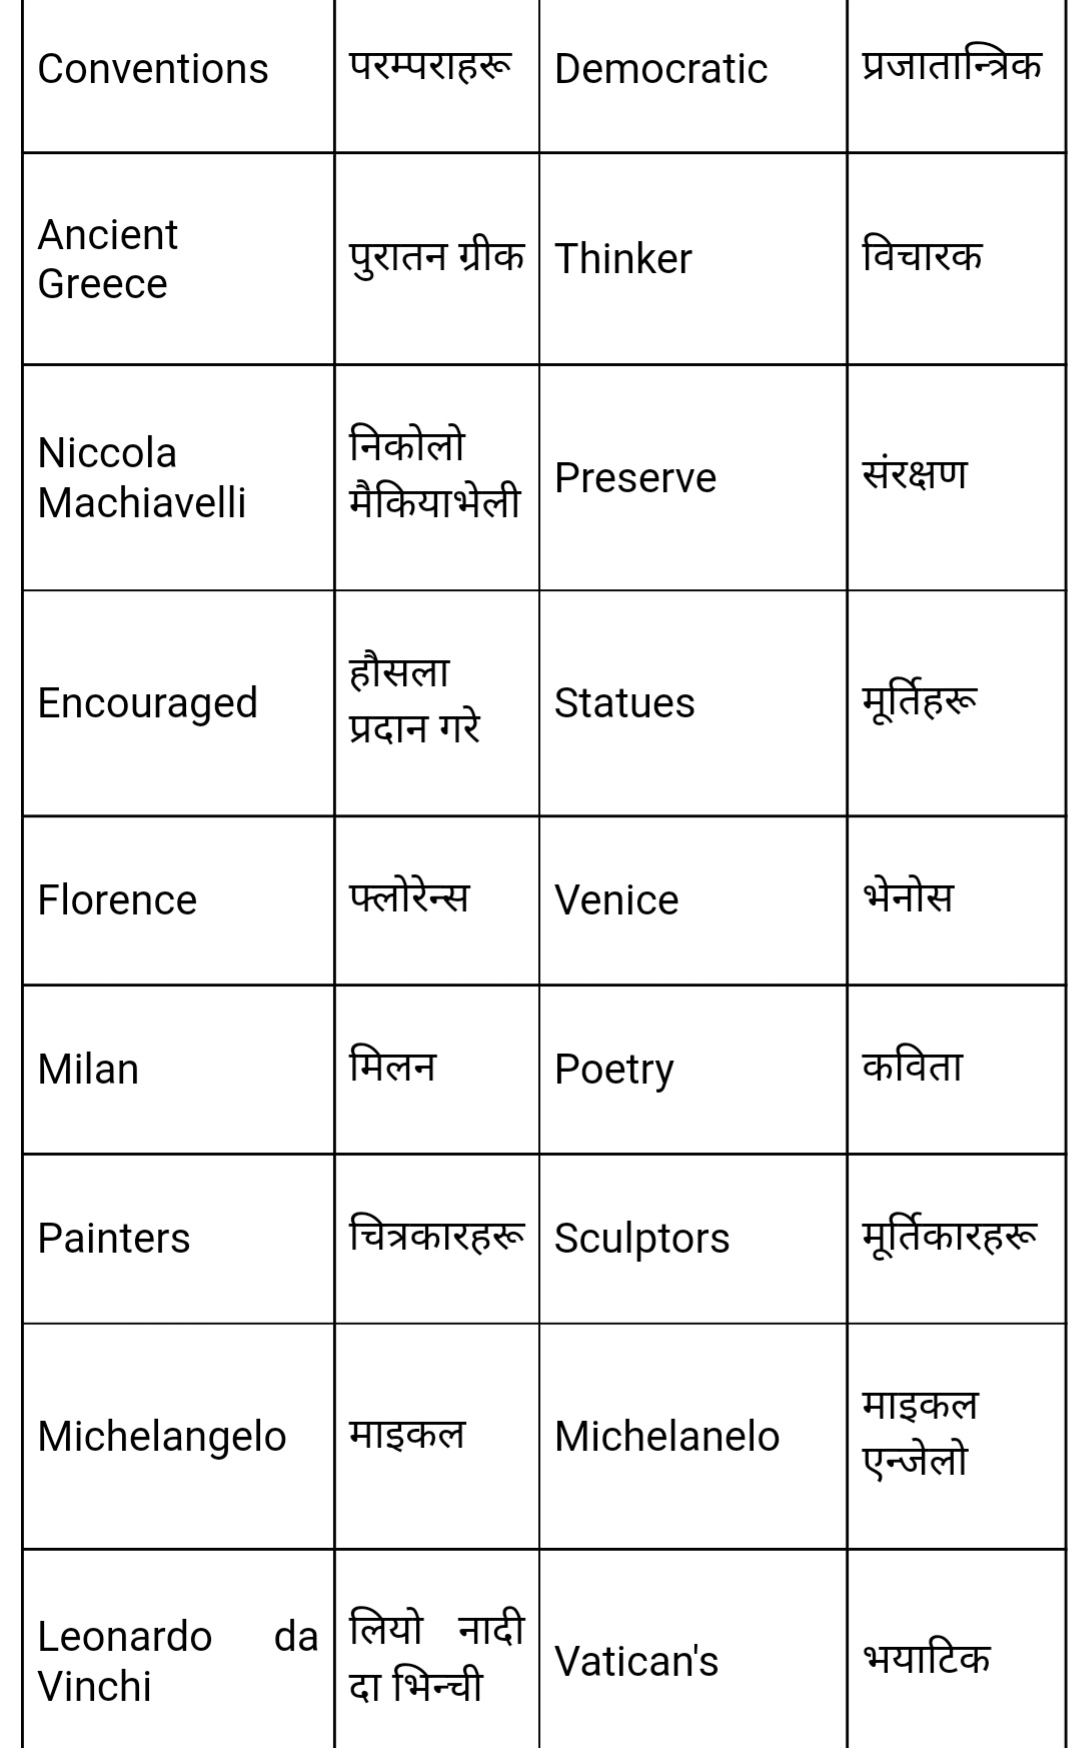 Conventions परम्पराहरू Democratic प्रजातान्त्रिक
Ancient
Greece
पुरातन ग्रीक
Thinker
विचारक
Niccola
Machiavelli
निकोलो
मैकियाभेली
Preserve
संरक्षण
Encouraged
हौसला
प्रदान गरे
Statues
मूर्तिहरू
Florence फ्लोरेन्स Venice भेनोस
Milan मिलन Poetry कविता
Painters चित्रकारहरू Sculptors मूर्तिकारहरू
Michelangelo
माइकल
Michelanelo
माइकल
एन्जेलो
Leonardo da
Vinchi
लियो नादी
दा भिन्ची
Vatican's
भयाटिक